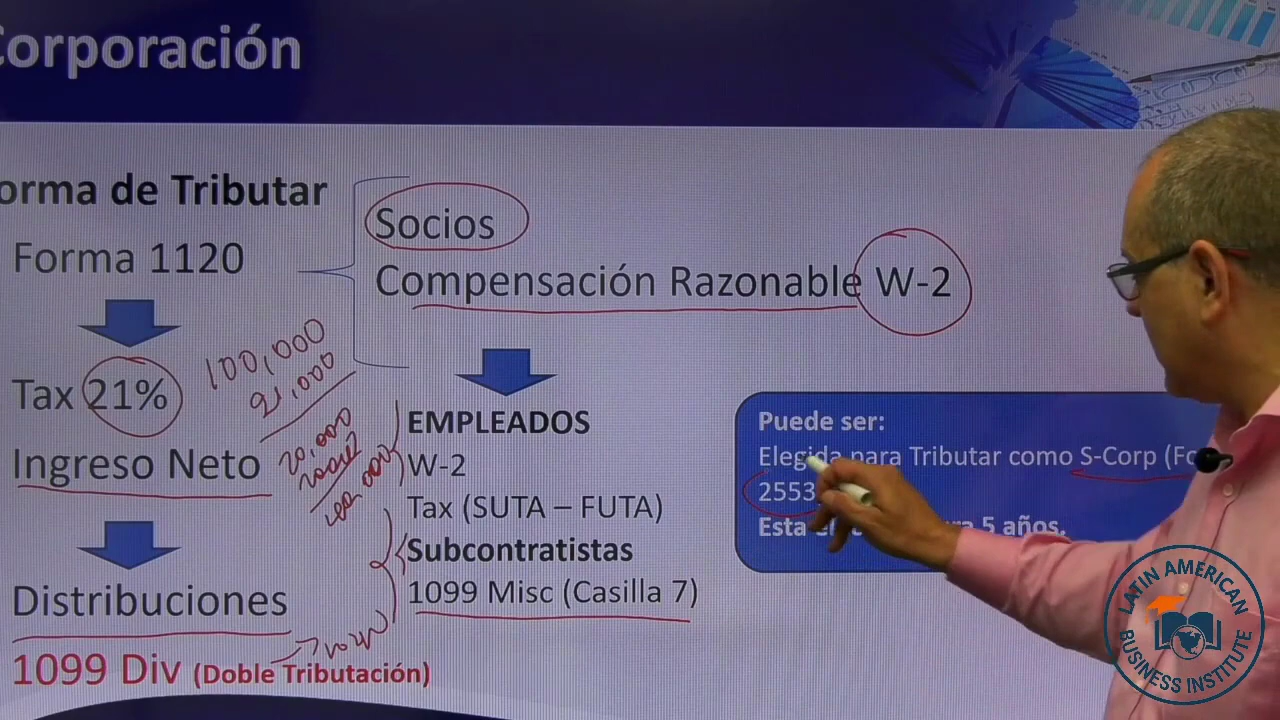 Corporación
orma de Tributar
Forma 1120
Tax 21%
Ingreso Neto
Distribuciones
1099 Div (Doble Tributación)
100,000
21,000
Socios
Compensación Razonable W-2
EMPLEADOS
W-2
Tax (SUTA – FUTA)
Subcontratistas
1099 Misc (Casilla 7)
Puede ser:
Elegida para Tributar como S-Corp (Fo
2553
Esta 5 años.
LATIN AMERICAN
BUSINESS INSTITUTE